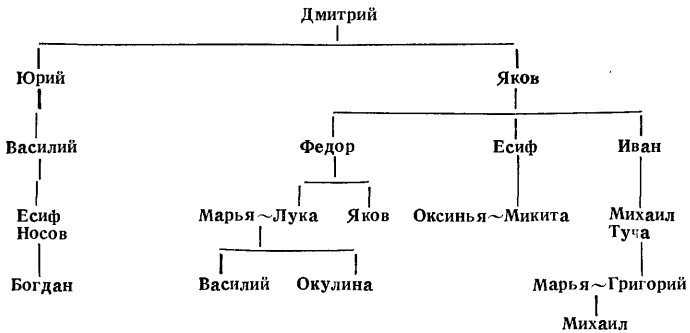 Дмитрий
Юрий Яков
Василий Федор Есиф Иван
Есиф Носов Марья~Лука Яков Оксинья~Микита Михаил Туча
Богдан Василий Окулина Марья~Григорий
Михаил